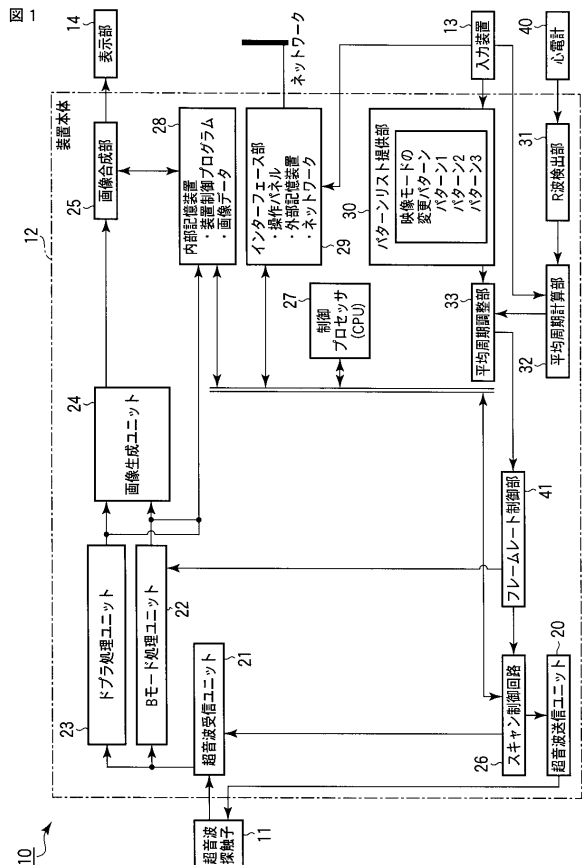 図1
10
超音波
探触子
11
12
装置本体
ドプラ処理ユニット
23
Bモード処理ユニット
22
超音波受信ユニット
21
スキャン制御回路
26
超音波送信ユニット
20
フレームレート制御部
41
画像生成ユニット
24
画像合成部
25
表示部
14
内部記憶装置
・装置制御プログラム
・画像データ
28
インターフェース部
・操作パネル
・外部記憶装置
・ネットワーク
29
ネットワーク
制御
プロセッサ
(CPU)
27
パターンリスト提供部
30
映像モードの
変更パターン
パターン1
パターン2
パターン3
平均周期調整部
33
入力装置
13
心電計
40
R波検出部
31
平均周期計算部
32